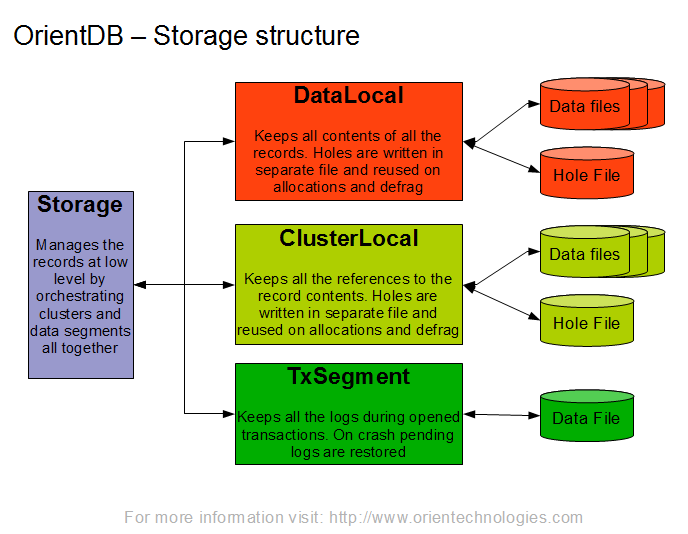 OrientDB – Storage structure
DataLocal
Keeps all contents of all the
records. Holes are written in
separate file and reused on
allocations and defrag
Data files
Hole File
Storage
Manages the
records at low
level by
orchestrating
clusters and
data segments
all together
ClusterLocal
Keeps all the references to the
record contents. Holes are
written in separate file and
reused on allocations and defrag
Data files
Hole File
TxSegment
Keeps all the logs during opened
transactions. On crash pending
logs are restored
Data File
For more information visit: http://www.orientechnologies.com